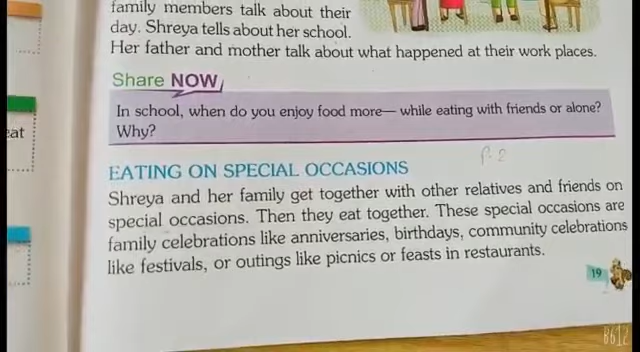 family members talk about their
day. Shreya tells about her school.
Her father and mother talk about what happened at their work places.
Share NOW
In school, when do you enjoy food more— while eating with friends or alone?
Why?
eat
P. 2
EATING ON SPECIAL OCCASIONS
Shreya and her family get together with other relatives and friends on
special occasions. Then they eat together. These special occasions are
family celebrations like anniversaries, birthdays, community celebrations
like festivals, or outings like picnics or feasts in restaurants.
19
B612